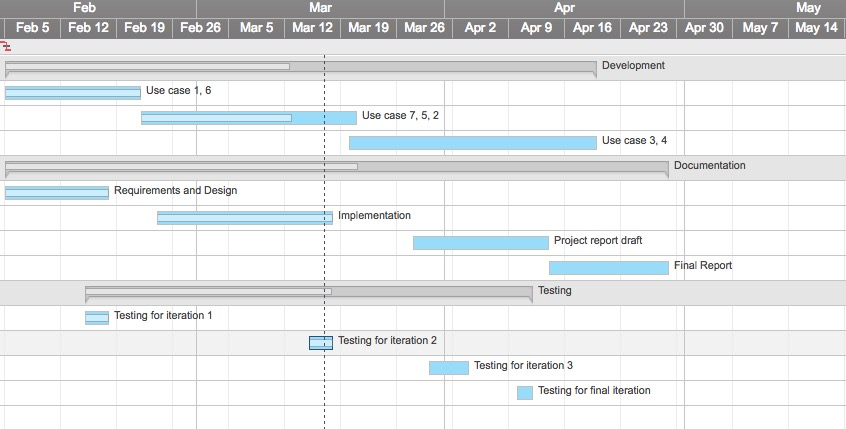 Feb Mar Apr May
Feb 5 Feb 12 Feb 19 Feb 26 Mar 5 Mar 12 Mar 19 Mar 26 Apr 2 Apr 9 Apr 16 Apr 23 Apr 30 May 7 May 14
Development
Use case 1, 6
Use case 7, 5, 2
Use case 3, 4
Documentation
Requirements and Design
Implementation
Project report draft
Final Report
Testing
Testing for iteration 1
Testing for iteration 2
Testing for iteration 3
Testing for final iteration